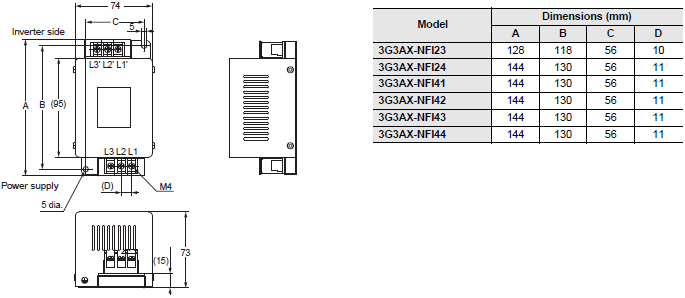 74
C
5
Inverter side
L3' L2' L1'
A
B
(95)
L3 L2 L1
Power supply
(D)
M4
5 dia.
73
(15)
Model
Dimensions (mm)
A B C D
3G3AX-NFI23 128 118 56 10
3G3AX-NFI24 144 130 56 11
3G3AX-NFI41 144 130 56 11
3G3AX-NFI42 144 130 56 11
3G3AX-NFI43 144 130 56 11
3G3AX-NFI44 144 130 56 11